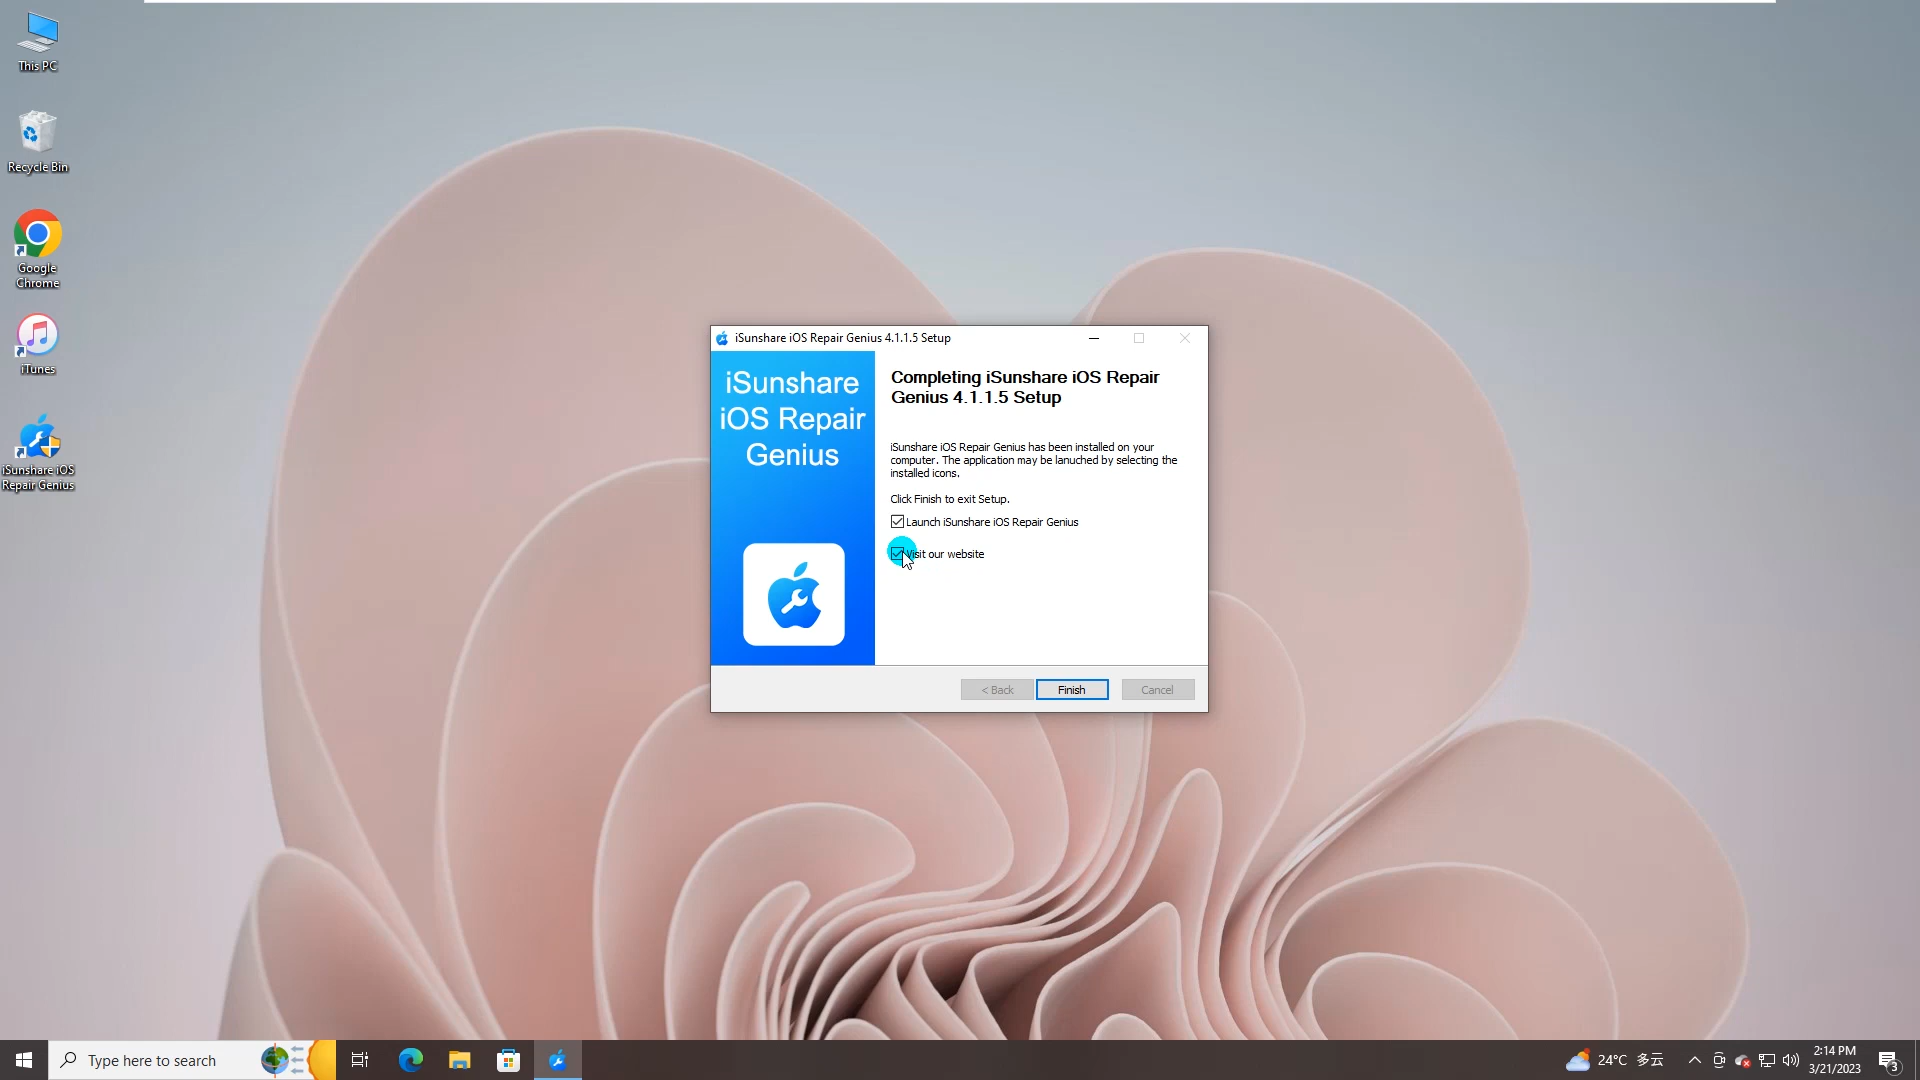 This PC
Recycle Bin
Google
Chrome
iTunes
iSunshare iOS
Repair Genius
iSunshare iOS Repair Genius 4.1.1.5 Setup
iSunshare
iOS Repair
Genius
Completing iSunshare iOS Repair
Genius 4.1.1.5 Setup
iSunshare iOS Repair Genius has been installed on your
computer. The application may be lanuched by selecting the
installed icons.
Click Finish to exit Setup.
Launch iSunshare iOS Repair Genius
Visit our website
< Back
Finish
Cancel
Type here to search
24°C 多云
2:14 PM
3/21/2023
3